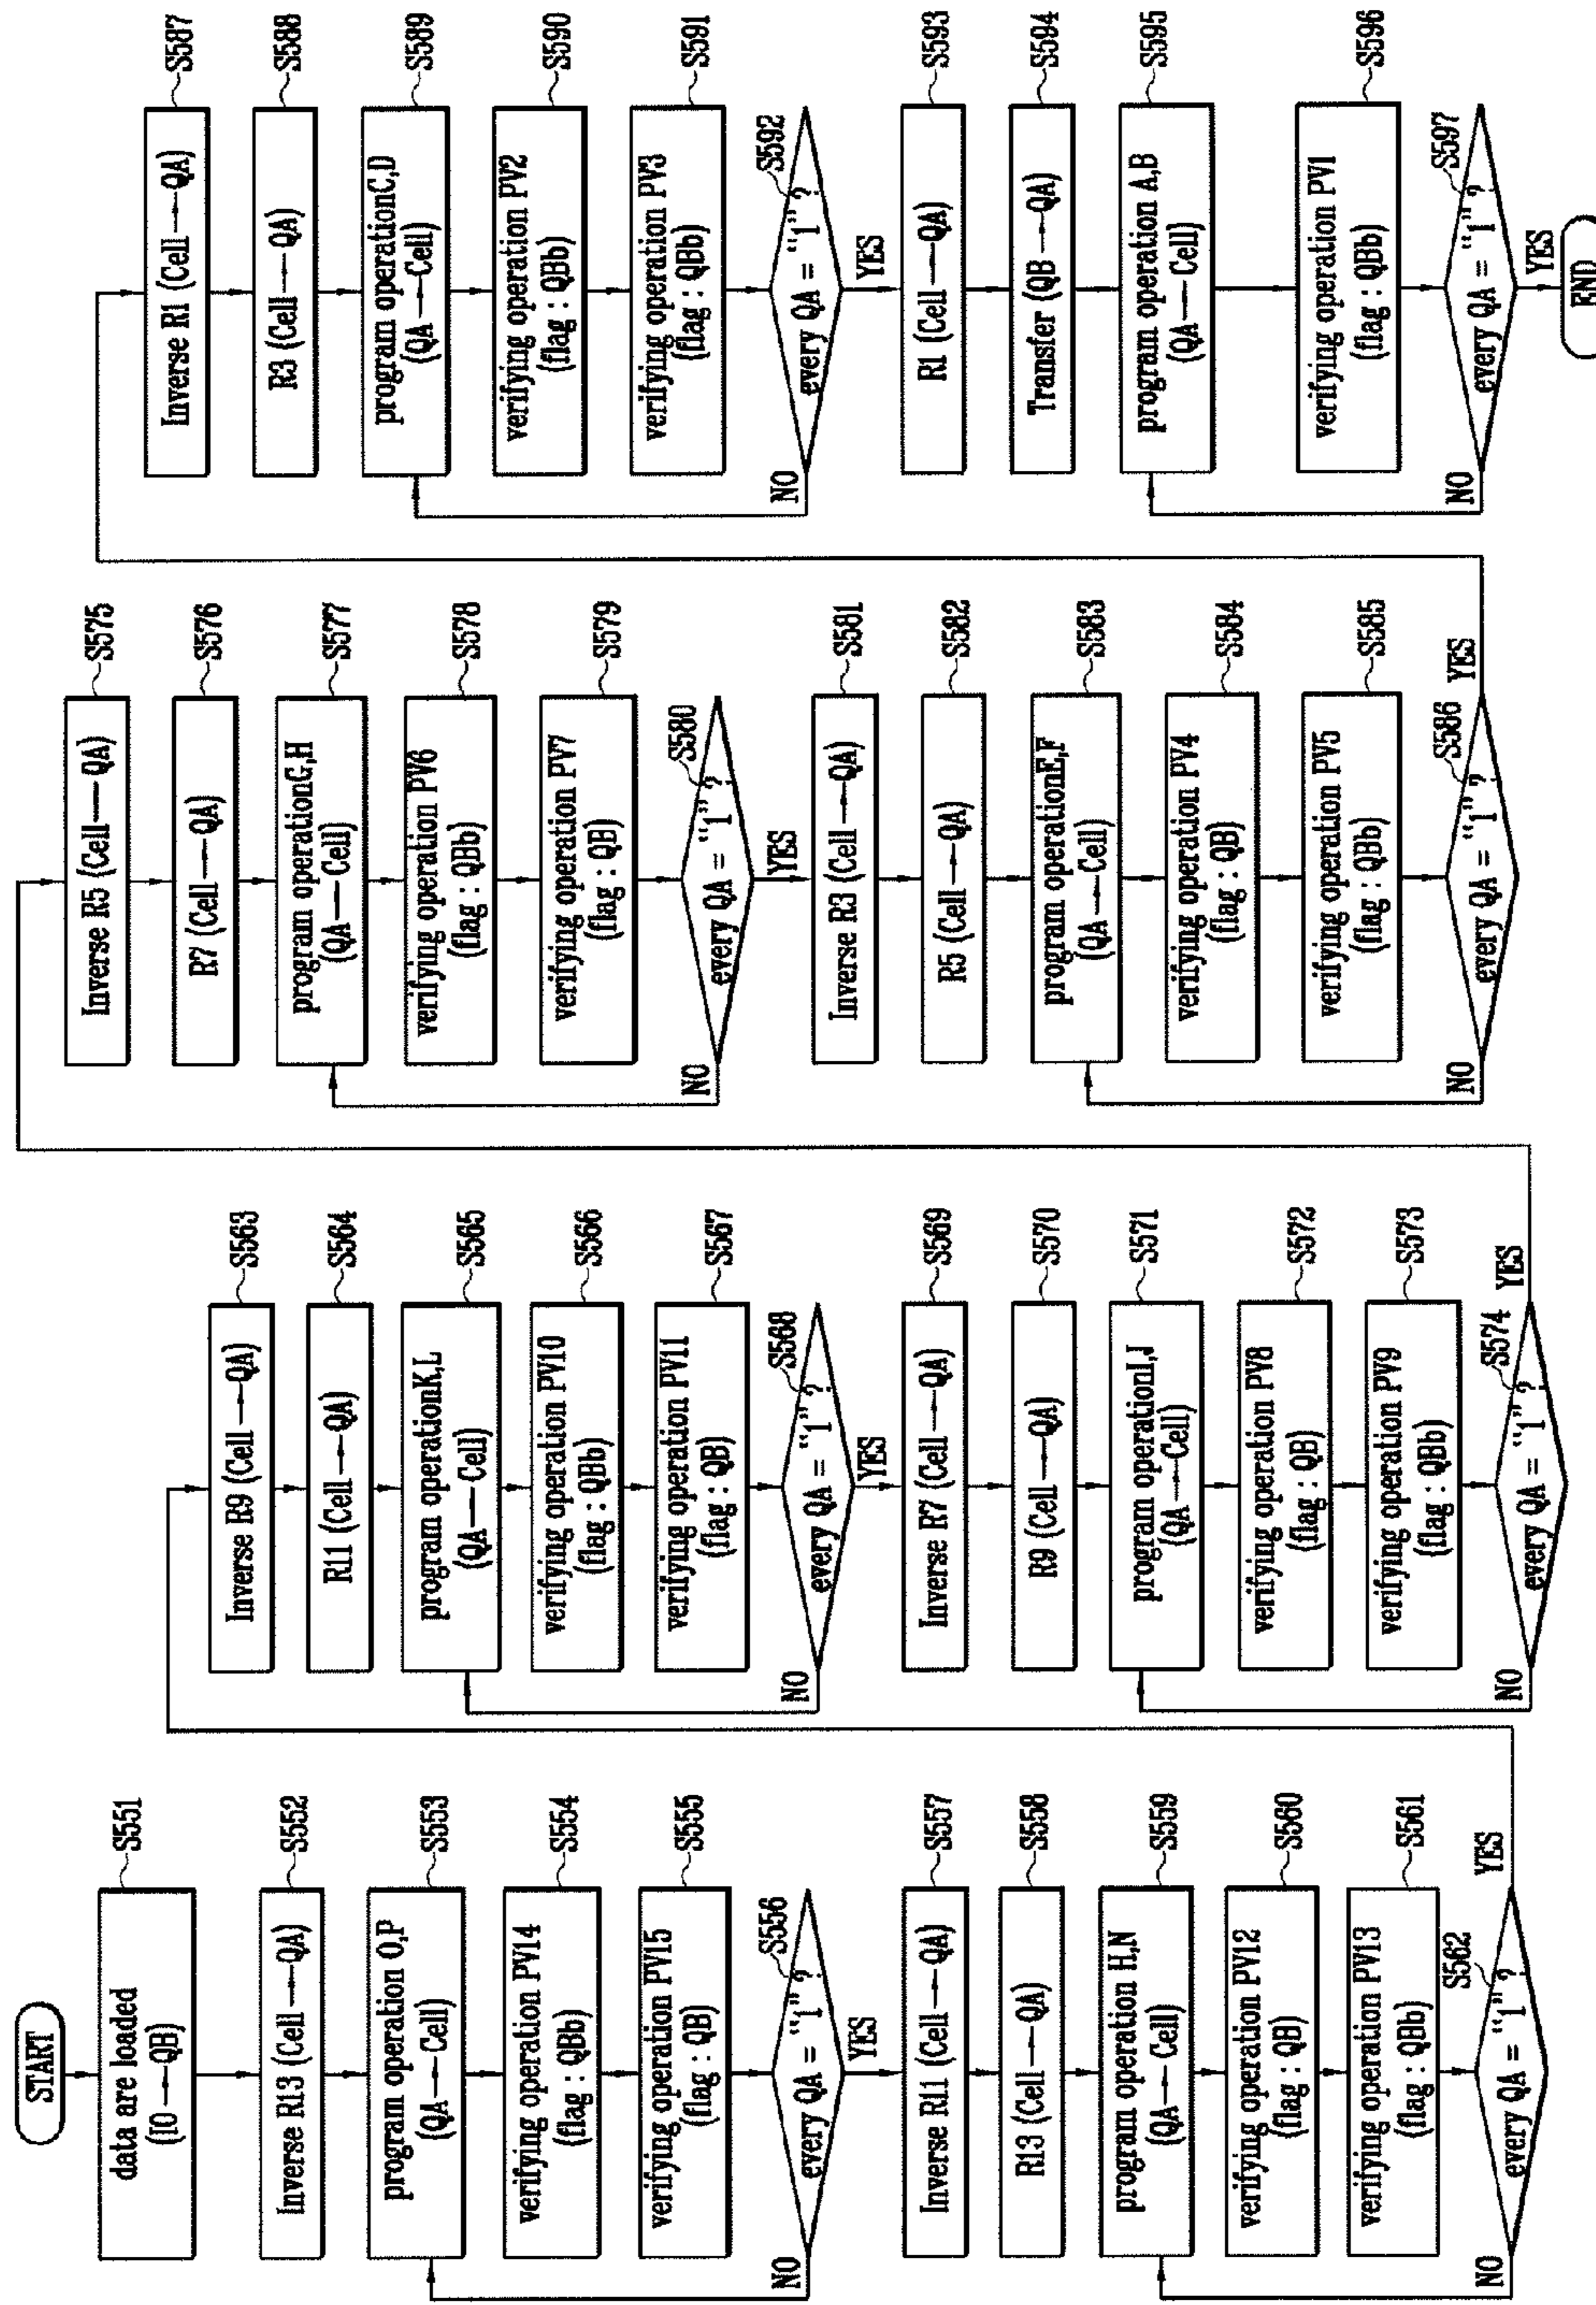 START
data are loaded
(IO → QB)
S551
Inverse R13 (Cell → QA)
S552
program operation O,P
(QA → Cell)
S553
verifying operation PV14
(flag : QBb)
S554
verifying operation PV15
(flag : QB)
S555
every QA = "1" ?
S556
NO
YES
Inverse R11 (Cell → QA)
S557
R13 (Cell → QA)
S558
program operation H,N
(QA → Cell)
S559
verifying operation PV12
(flag : QB)
S560
verifying operation PV13
(flag : QBb)
S561
every QA = "1" ?
S562
NO
YES
Inverse R9 (Cell → QA)
S563
R11 (Cell → QA)
S564
program operationK,L
(QA → Cell)
S565
verifying operation PV10
(flag : QBb)
S566
verifying operation PV11
(flag : QB)
S567
every QA = "1" ?
S568
NO
YES
Inverse R7 (Cell → QA)
S569
R9 (Cell → QA)
S570
program operationI,J
(QA → Cell)
S571
verifying operation PV8
(flag : QB)
S572
verifying operation PV9
(flag : QBb)
S573
every QA = "1" ?
S574
NO
YES
Inverse R5 (Cell → QA)
S575
R7 (Cell → QA)
S576
program operationG,H
(QA → Cell)
S577
verifying operation PV6
(flag : QBb)
S578
verifying operation PV7
(flag : QB)
S579
every QA = "1" ?
S580
NO
YES
Inverse R3 (Cell → QA)
S581
R5 (Cell → QA)
S582
program operationE,F
(QA → Cell)
S583
verifying operation PV4
(flag : QB)
S584
verifying operation PV5
(flag : QBb)
S585
every QA = "1" ?
S586
NO
YES
Inverse R1 (Cell → QA)
S587
R3 (Cell → QA)
S588
program operationC,D
(QA → Cell)
S589
verifying operation PV2
(flag : QBb)
S590
verifying operation PV3
(flag : QBb)
S591
every QA = "1" ?
S592
NO
YES
R1 (Cell → QA)
S593
Transfer (QB → QA)
S594
program operation A,B
(QA → Cell)
S595
verifying operation PV1
(flag : QBb)
S596
every QA = "1" ?
S597
NO
YES
END